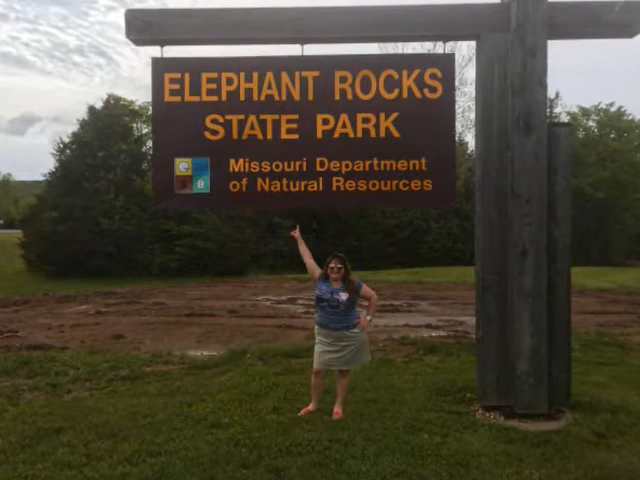 ELEPHANT ROCKS
STATE PARK
Missouri Department
of Natural Resources